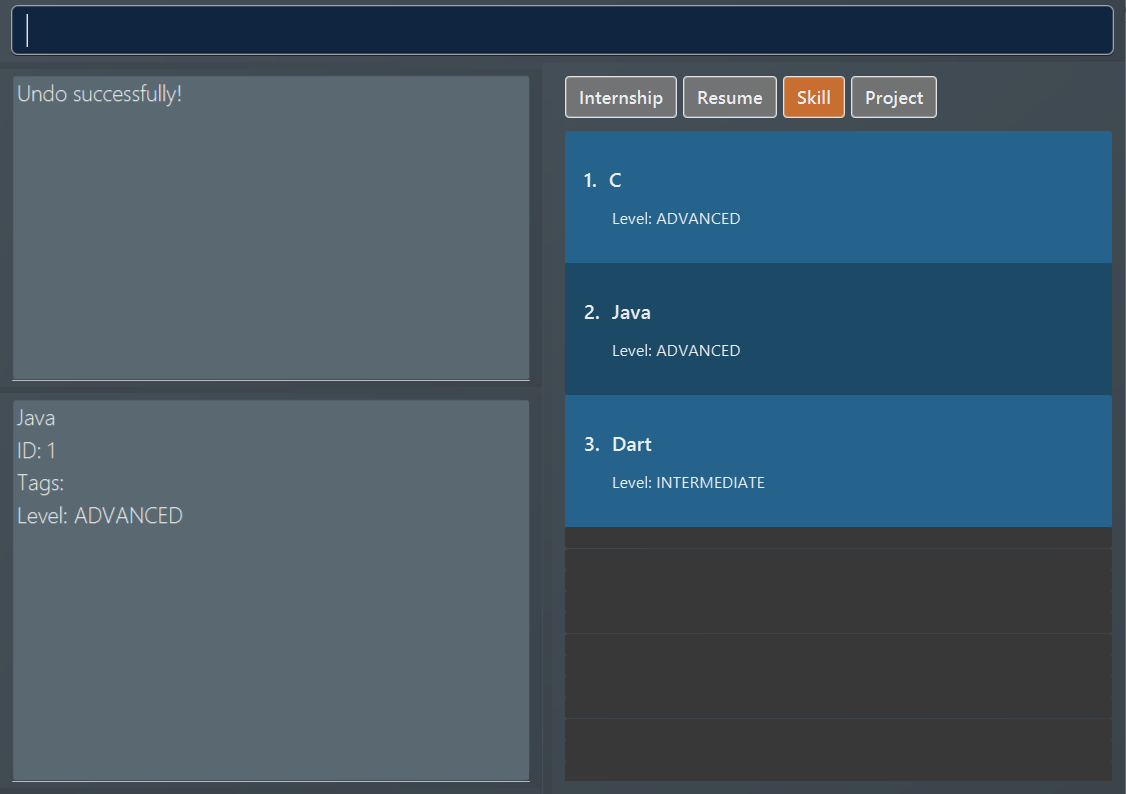 Undo successfully!
Java
ID: 1
Tags:
Level: ADVANCED
Internship Resume Skill Project
1. C
Level: ADVANCED
2. Java
Level: ADVANCED
3. Dart
Level: INTERMEDIATE